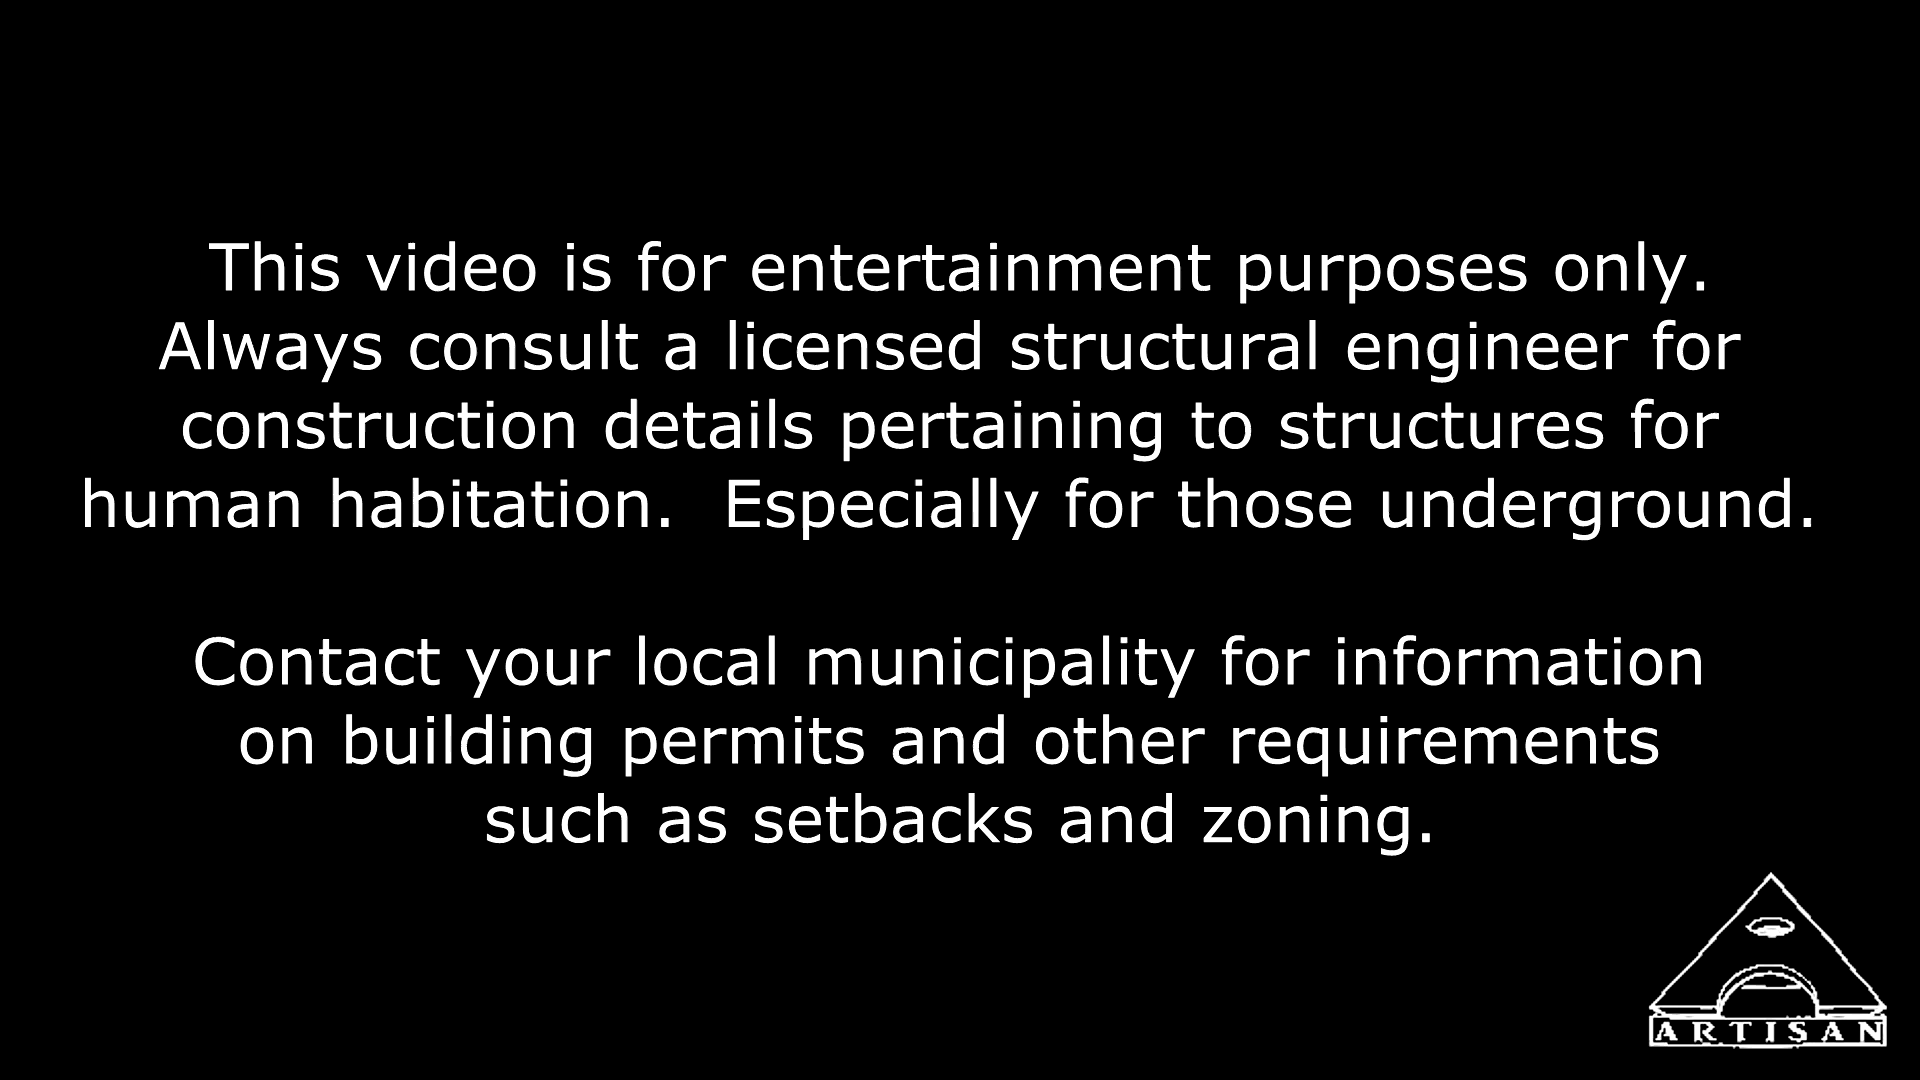 This video is for entertainment purposes only.
Always consult a licensed structural engineer for
construction details pertaining to structures for
human habitation.  Especially for those underground.
Contact your local municipality for information
on building permits and other requirements
such as setbacks and zoning.
ARTISAN